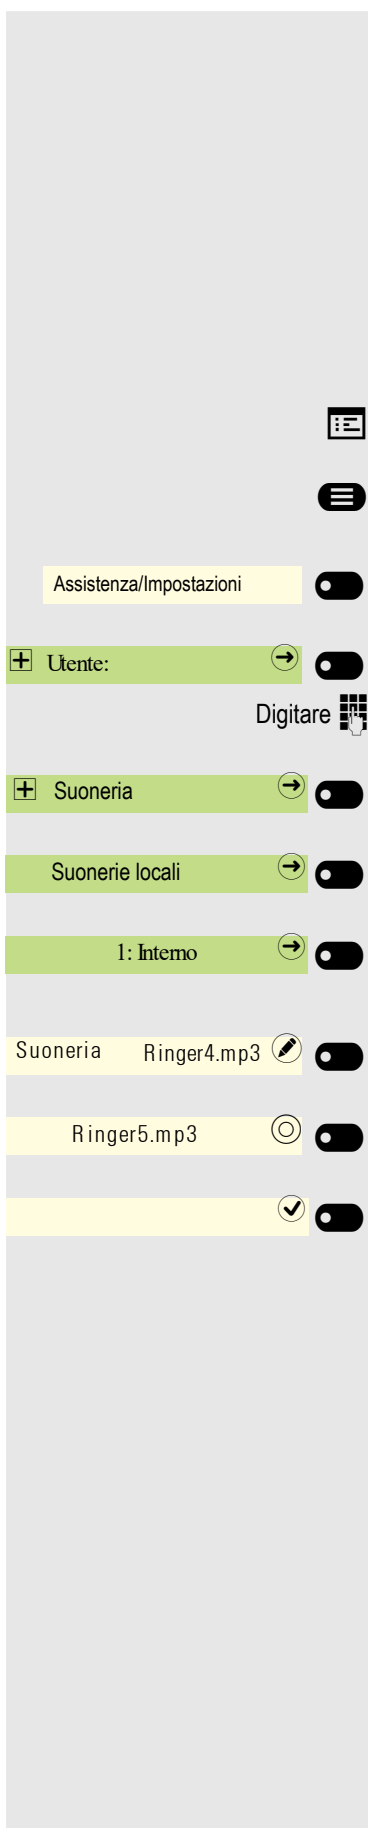 Assistenza/Impostazioni
Utente:
Digitare
Suoneria
Suonerie locali
1: Interno
Suoneria Ringer4.mp3
Ringer5.mp3